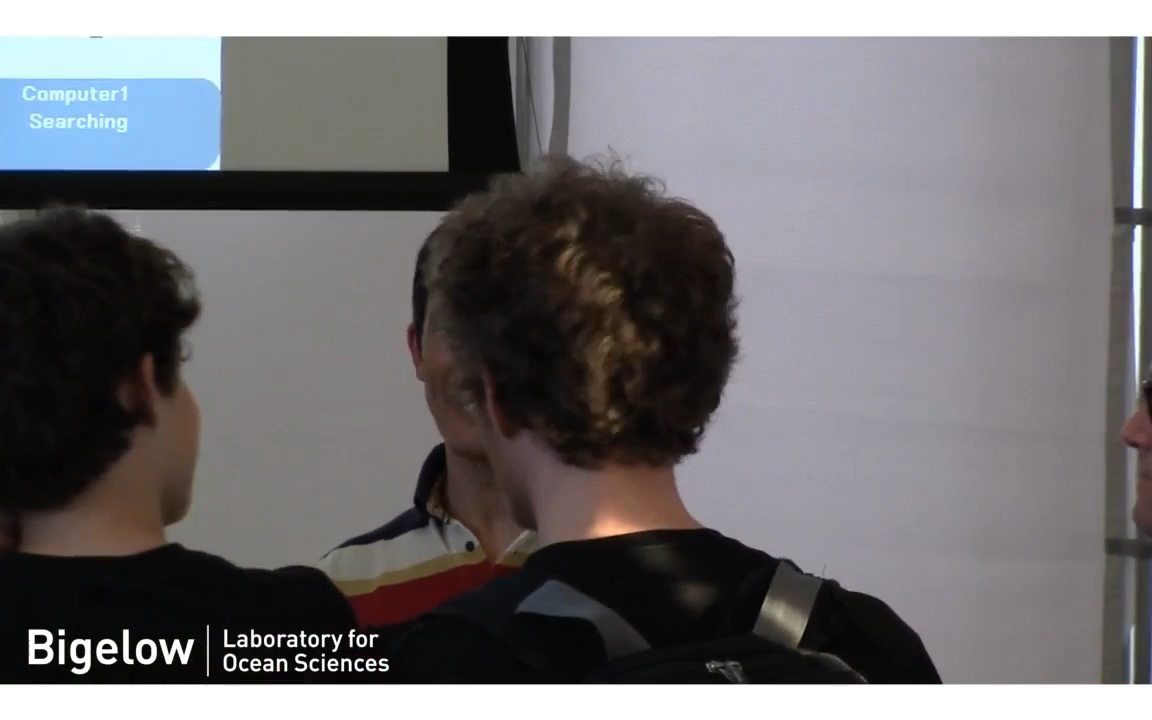 Computer1
Searching
Bigelow
Laboratory for
Ocean Sciences